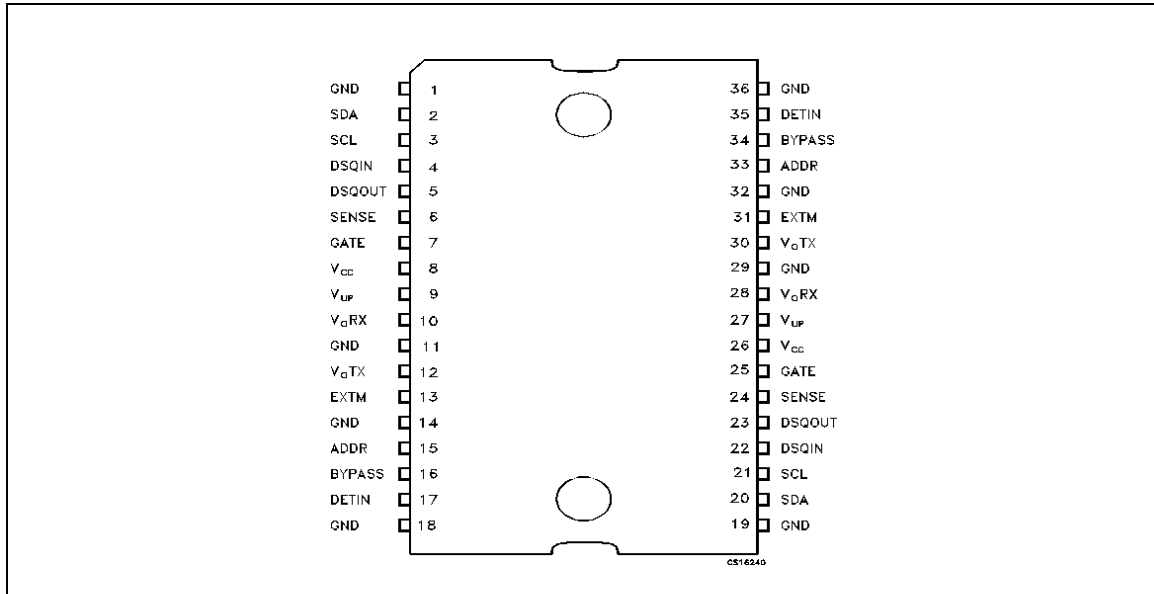 GND 1 36 GND
SDA 2 35 DETIN
SCL 3 34 BYPASS
DSQIN 4 33 ADDR
DSQOUT 5 32 GND
SENSE 6 31 EXTM
GATE 7 30 VoTX
VCC 8 29 GND
VUP 9 28 VoRX
VoRX 10 27 VUP
GND 11 26 VCC
VoTX 12 25 GATE
EXTM 13 24 SENSE
GND 14 23 DSQOUT
ADDR 15 22 DSQIN
BYPASS 16 21 SCL
DETIN 17 20 SDA
GND 18 19 GND
CS16240